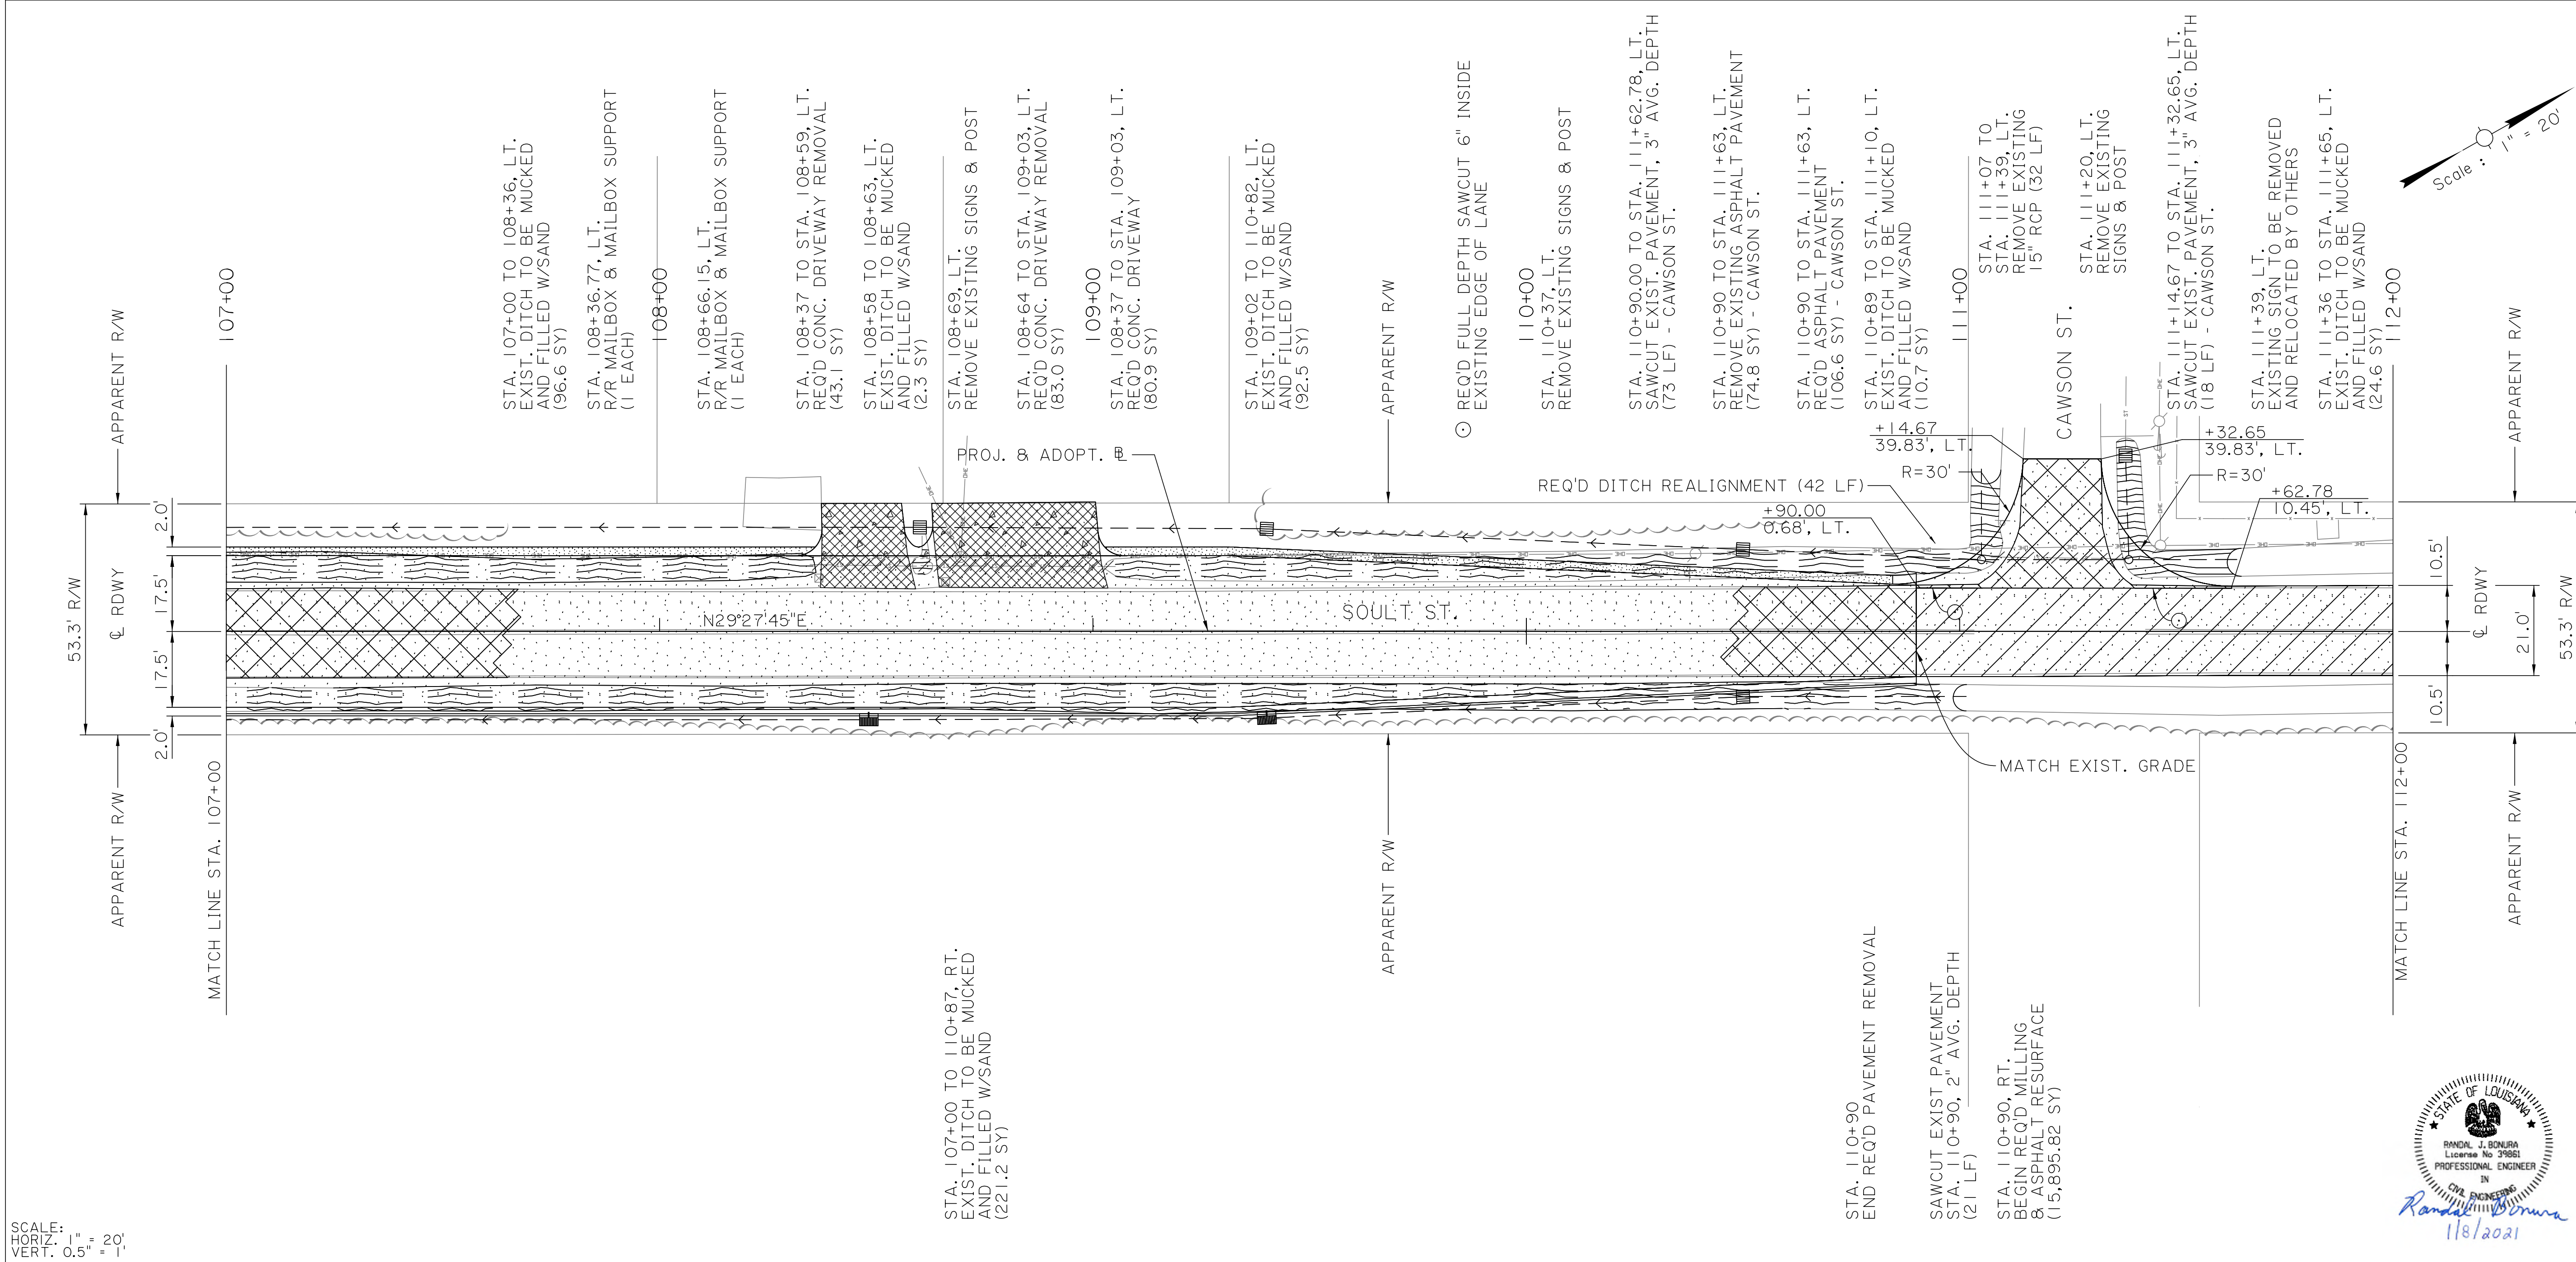 STA. 107+00 TO 108+36, LT.
EXIST. DITCH TO BE MUCKED
AND FILLED W/SAND
(96.6 SY)
STA. 108+36.77, LT.
R/R MAILBOX & MAILBOX SUPPORT
(1 EACH)
STA. 108+66.15, LT.
R/R MAILBOX & MAILBOX SUPPORT
(1 EACH)
STA. 108+37 TO STA. 108+59, LT.
REQ'D CONC. DRIVEWAY REMOVAL
(43.1 SY)
STA. 108+58 TO 108+63, LT.
EXIST. DITCH TO BE MUCKED
AND FILLED W/SAND
(2.3 SY)
STA. 108+69, LT.
REMOVE EXISTING SIGNS & POST
STA. 108+64 TO STA. 109+03, LT.
REQ'D CONC. DRIVEWAY REMOVAL
(83.0 SY)
STA. 108+37 TO STA. 109+03, LT.
REQ'D CONC. DRIVEWAY
(80.9 SY)
STA. 109+02 TO 110+82, LT.
EXIST. DITCH TO BE MUCKED
AND FILLED W/SAND
(92.5 SY)
REQ'D FULL DEPTH SAWCUT 6" INSIDE
EXISTING EDGE OF LANE
STA. 110+37, LT.
REMOVE EXISTING SIGNS & POST
STA. 110+90.00 TO STA. 111+62.78, LT.
SAWCUT EXIST. PAVEMENT, 3" AVG. DEPTH
(73 LF) - CAWSON ST.
STA. 110+90 TO STA. 111+63, LT.
REMOVE EXISTING ASPHALT PAVEMENT
(74.8 SY) - CAWSON ST.
STA. 110+90 TO STA. 111+63, LT.
REQ'D ASPHALT PAVEMENT
(106.6 SY) - CAWSON ST.
STA. 110+89 TO STA. 111+10, LT.
EXIST. DITCH TO BE MUCKED
AND FILLED W/SAND
(10.7 SY)
STA. 111+07 TO
STA. 111+39, LT.
REMOVE EXISTING
15" RCP (32 LF)
STA. 111+20, LT.
REMOVE EXISTING
SIGNS & POST
STA. 111+14.67 TO STA. 111+32.65, LT.
SAWCUT EXIST. PAVEMENT, 3" AVG. DEPTH
(18 LF) - CAWSON ST.
STA. 111+39, LT.
EXISTING SIGN TO BE REMOVED
AND RELOCATED BY OTHERS
STA. 111+36 TO STA. 111+65, LT.
EXIST. DITCH TO BE MUCKED
AND FILLED W/SAND
(24.6 SY)
Scale : 1" = 20'
107+00
108+00
109+00
110+00
111+00
112+00
APPARENT R/W
APPARENT R/W
APPARENT R/W
CAWSON ST.
PROJ. & ADOPT. BL
+14.67
39.83', LT.
R=30'
+32.65
39.83', LT.
R=30'
REQ'D DITCH REALIGNMENT (42 LF)
+90.00
0.68', LT.
+62.78
10.45', LT.
OHE
OHE
OHE
OHE
OHE
OHE
OHE
ST
2.0'
17.5'
53.3' R/W
CL RDWY
17.5'
2.0'
N29°27'45"E
SOULT ST.
10.5'
CL RDWY
21.0'
53.3' R/W
10.5'
MATCH EXIST. GRADE
APPARENT R/W
APPARENT R/W
APPARENT R/W
MATCH LINE STA. 107+00
MATCH LINE STA. 112+00
STA. 107+00 TO 110+87, RT.
EXIST. DITCH TO BE MUCKED
AND FILLED W/SAND
(221.2 SY)
STA. 110+90
END REQ'D PAVEMENT REMOVAL
SAWCUT EXIST PAVEMENT
STA. 110+90, 2" AVG. DEPTH
(21 LF)
STA. 110+90, RT.
BEGIN REQ'D MILLING
& ASPHALT RESURFACE
(15,895.82 SY)
STATE OF LOUISIANA
RANDAL J. BONURA
License No 39861
PROFESSIONAL ENGINEER
IN
CIVIL ENGINEERING
Randal Bonura
1/8/2021
SCALE:
HORIZ. 1" = 20'
VERT. 0.5" = 1'